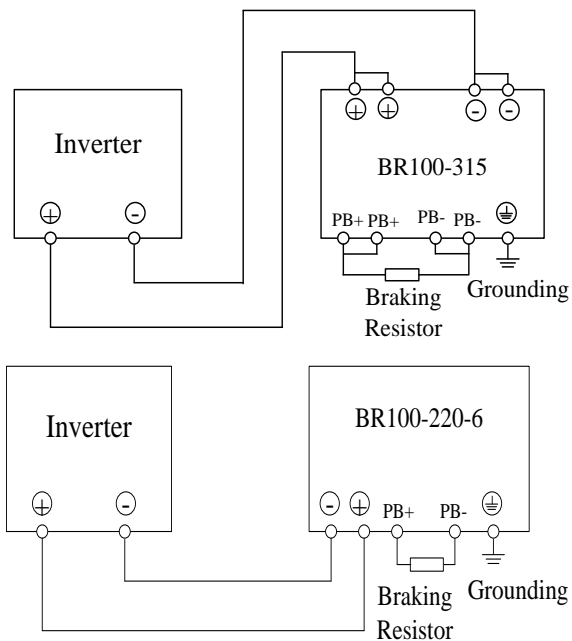 ⊕ ⊕ ⊖ ⊖
Inverter
BR100-315
⊕ ⊖
PB+ PB+ PB- PB- ⏚
Braking
Resistor
Grounding
Inverter
BR100-220-6
⊕ ⊖
⊖ ⊕ PB+ PB- ⏚
Braking
Resistor
Grounding